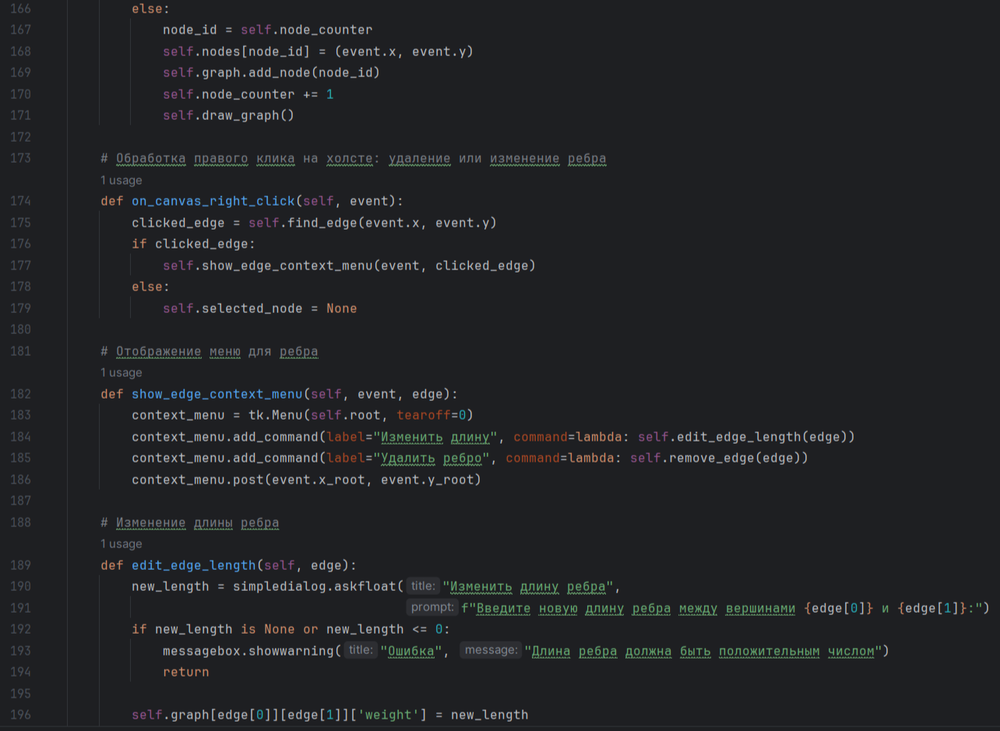 166 else:
167 node_id = self.node_counter
168 self.nodes[node_id] = (event.x, event.y)
169 self.graph.add_node(node_id)
170 self.node_counter += 1
171 self.draw_graph()
172
173 # Обработка правого клика на холсте: удаление или изменение ребра
1 usage
174 def on_canvas_right_click(self, event):
175 clicked_edge = self.find_edge(event.x, event.y)
176 if clicked_edge:
177 self.show_edge_context_menu(event, clicked_edge)
178 else:
179 self.selected_node = None
180
181 # Отображение меню для ребра
1 usage
182 def show_edge_context_menu(self, event, edge):
183 context_menu = tk.Menu(self.root, tearoff=0)
184 context_menu.add_command(label="Изменить длину", command=lambda: self.edit_edge_length(edge))
185 context_menu.add_command(label="Удалить ребро", command=lambda: self.remove_edge(edge))
186 context_menu.post(event.x_root, event.y_root)
187
188 # Изменение длины ребра
1 usage
189 def edit_edge_length(self, edge):
190 new_length = simpledialog.askfloat( title: "Изменить длину ребра",
191 prompt: f"Введите новую длину ребра между вершинами {edge[0]} и {edge[1]}:")
192 if new_length is None or new_length <= 0:
193 messagebox.showwarning( title: "Ошибка", message: "Длина ребра должна быть положительным числом")
194 return
195
196 self.graph[edge[0]][edge[1]]['weight'] = new_length